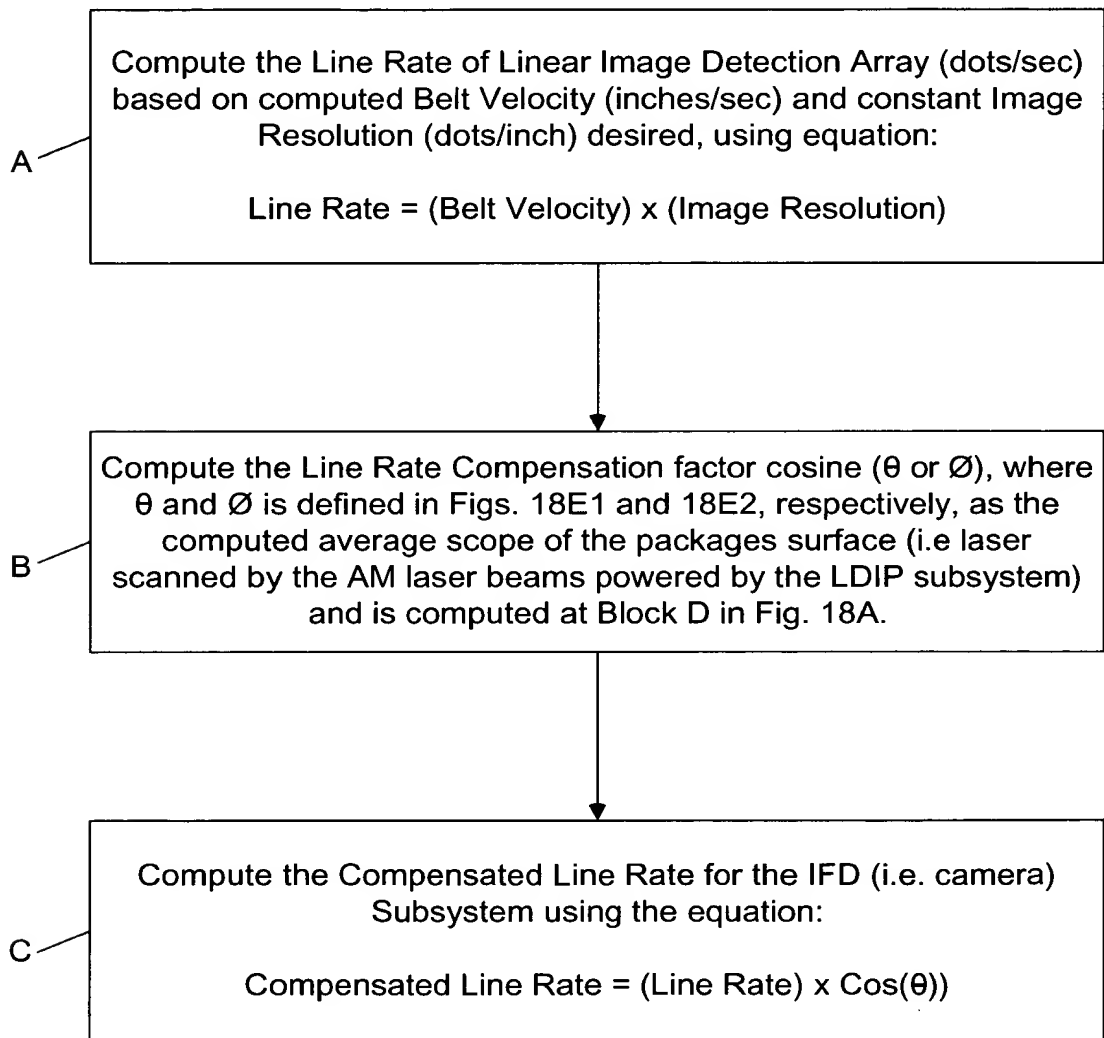 Compute the Line Rate of Linear Image Detection Array (dots/sec)
based on computed Belt Velocity (inches/sec) and constant Image
Resolution (dots/inch) desired, using equation:
Line Rate = (Belt Velocity) x (Image Resolution)
A
Compute the Line Rate Compensation factor cosine (θ or Ø), where
θ and Ø is defined in Figs. 18E1 and 18E2, respectively, as the
computed average scope of the packages surface (i.e laser
scanned by the AM laser beams powered by the LDIP subsystem)
and is computed at Block D in Fig. 18A.
B
Compute the Compensated Line Rate for the IFD (i.e. camera)
Subsystem using the equation:
Compensated Line Rate = (Line Rate) x Cos(θ))
C